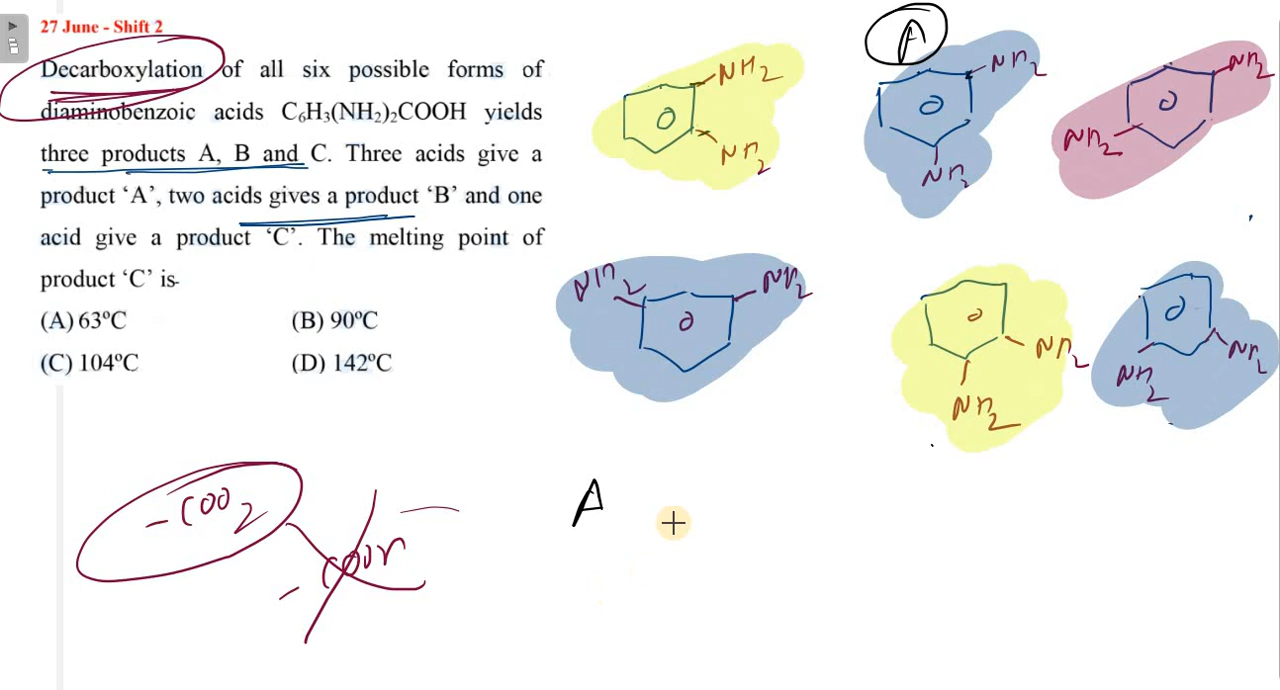 27 June - Shift 2
Decarboxylation of all six possible forms of
diaminobenzoic acids C₆H₃(NH₂)₂COOH yields
three products A, B and C. Three acids give a
product ‘A’, two acids gives a product ‘B’ and one
acid give a product ‘C’. The melting point of
product ‘C’ is-
(A) 63ºC (B) 90ºC
(C) 104ºC (D) 142ºC
NH₂
NH₂
A
NH₂
NH₂
NH₂
NH₂
NH₂ NH₂
NH₂
NH₂
NH₂ NH₂
- COO₂
- COOH
A